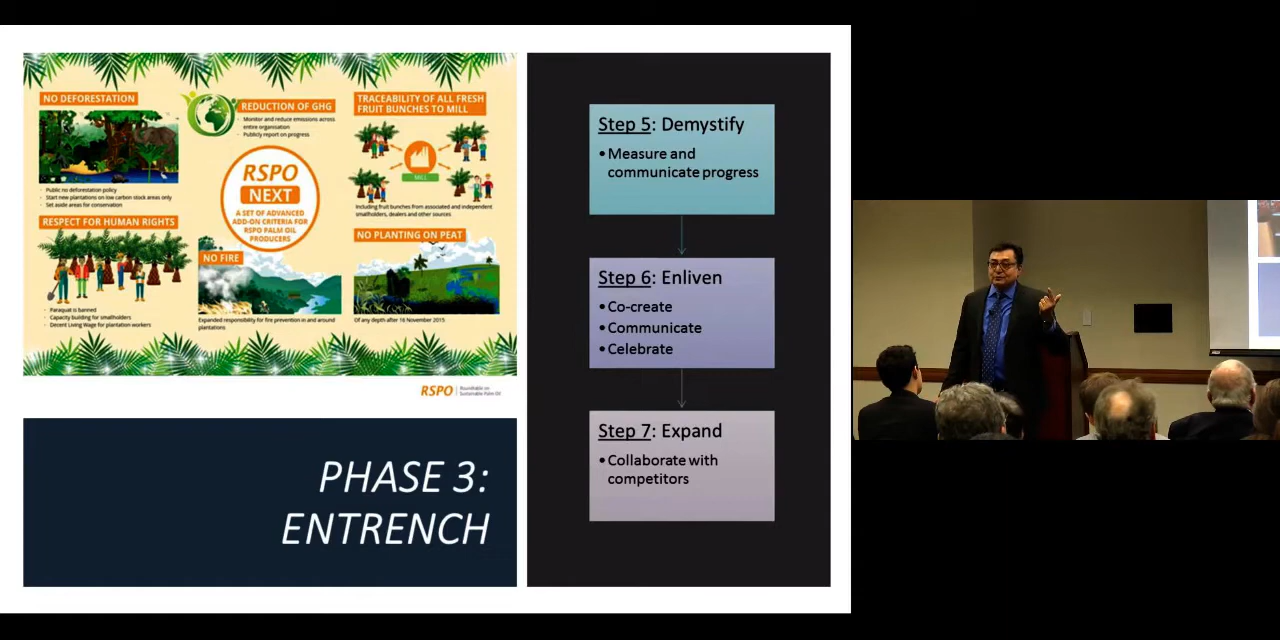 NO DEFORESTATION
Public no deforestation policy
Start new plantations on low carbon stock areas only
Set aside areas for conservation
RESPECT FOR HUMAN RIGHTS
Paraquat is banned
Capacity building for smallholders
Decent Living Wage for plantation workers
REDUCTION OF GHG
• Monitor and reduce emissions across
entire organisation
• Publicly report on progress
RSPO
NEXT
A SET OF ADVANCED
ADD-ON CRITERIA FOR
RSPO PALM OIL
PRODUCERS
NO FIRE
Expanded responsibility for fire prevention in and around
plantations
TRACEABILITY OF ALL FRESH
FRUIT BUNCHES TO MILL
MILL
Including fruit bunches from associated and independent
smallholders, dealers and other sources
NO PLANTING ON PEAT
Of any depth after 16 November 2015
RSPO
Roundtable on
Sustainable Palm Oil
PHASE 3:
ENTRENCH
Step 5: Demystify
• Measure and
communicate progress
Step 6: Enliven
• Co-create
• Communicate
• Celebrate
Step 7: Expand
• Collaborate with
competitors